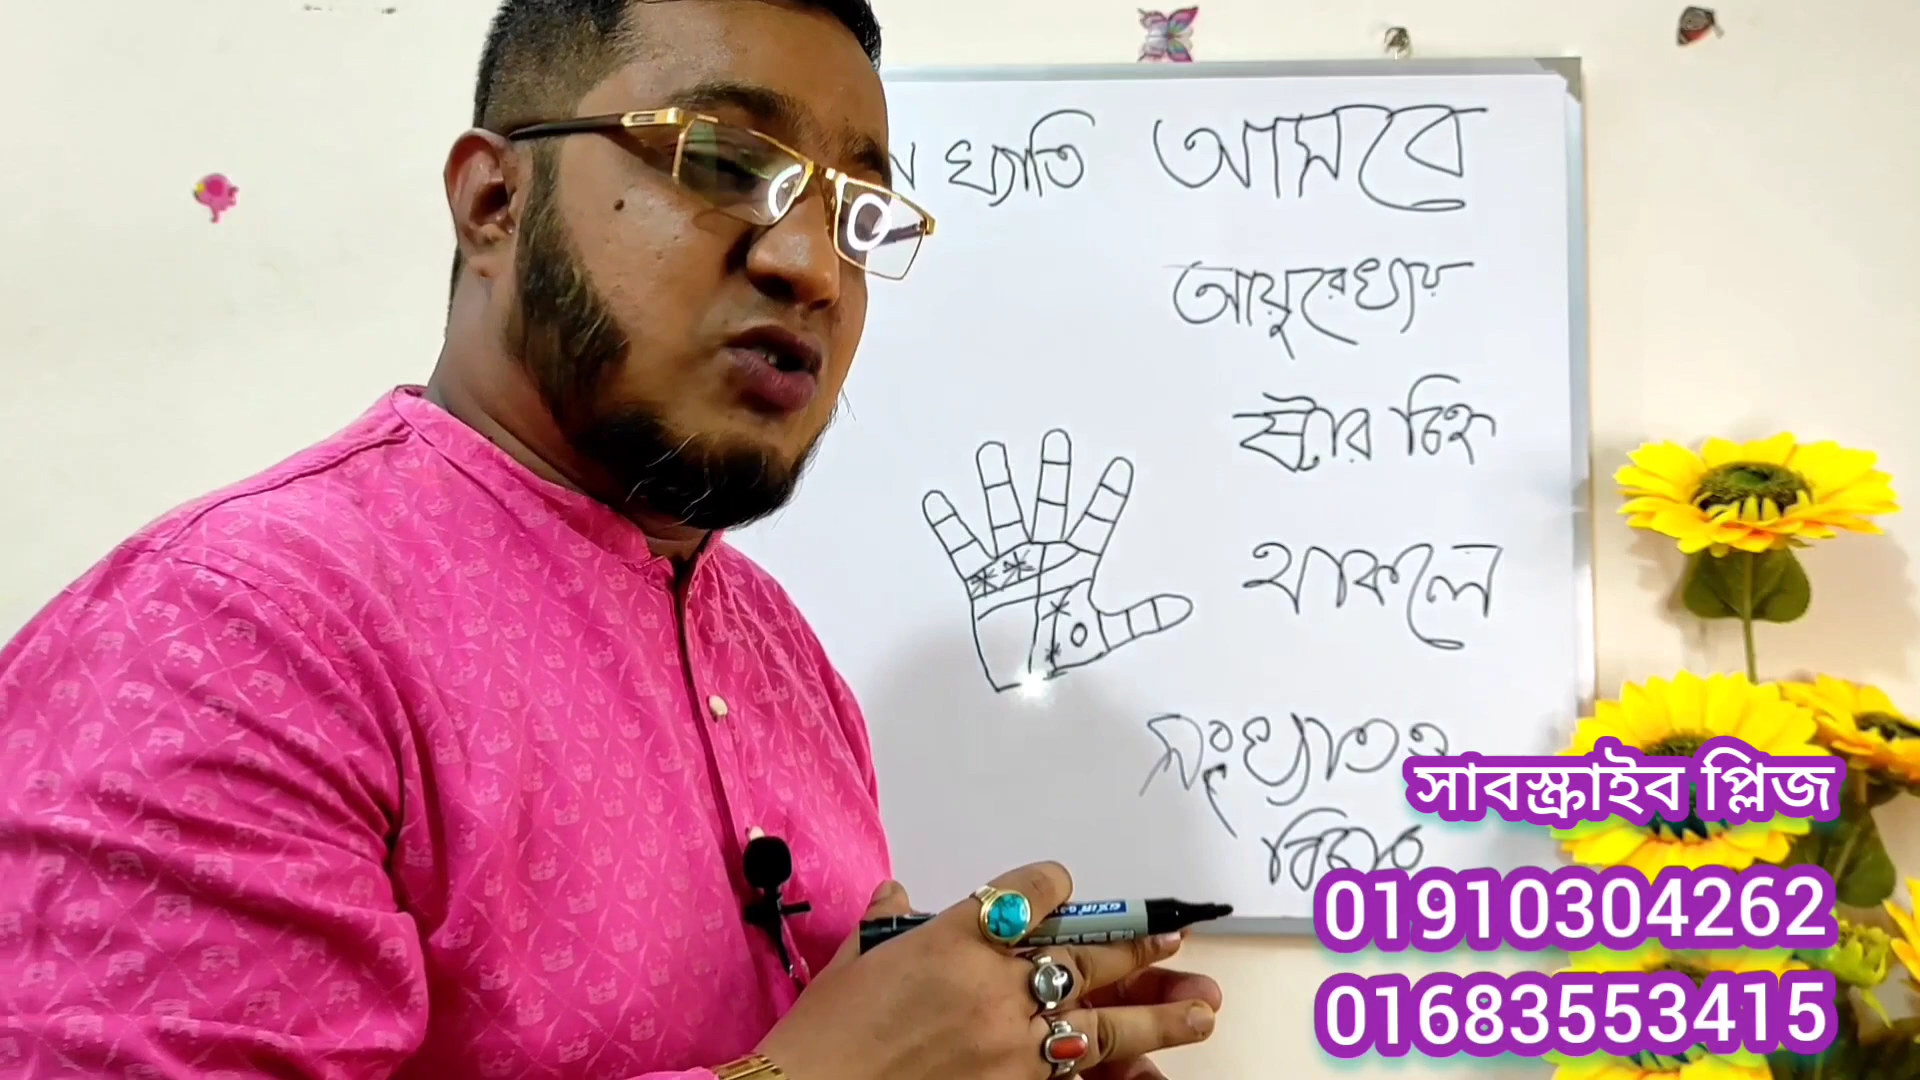 খ্যাতি আসবে
আয়ুরেখায়
ষ্টার চিহ্ন
থাকলে
সংখ্যাতত্ত্ব
বিচার
সাবস্ক্রাইব প্লিজ
01910304262
01683553415